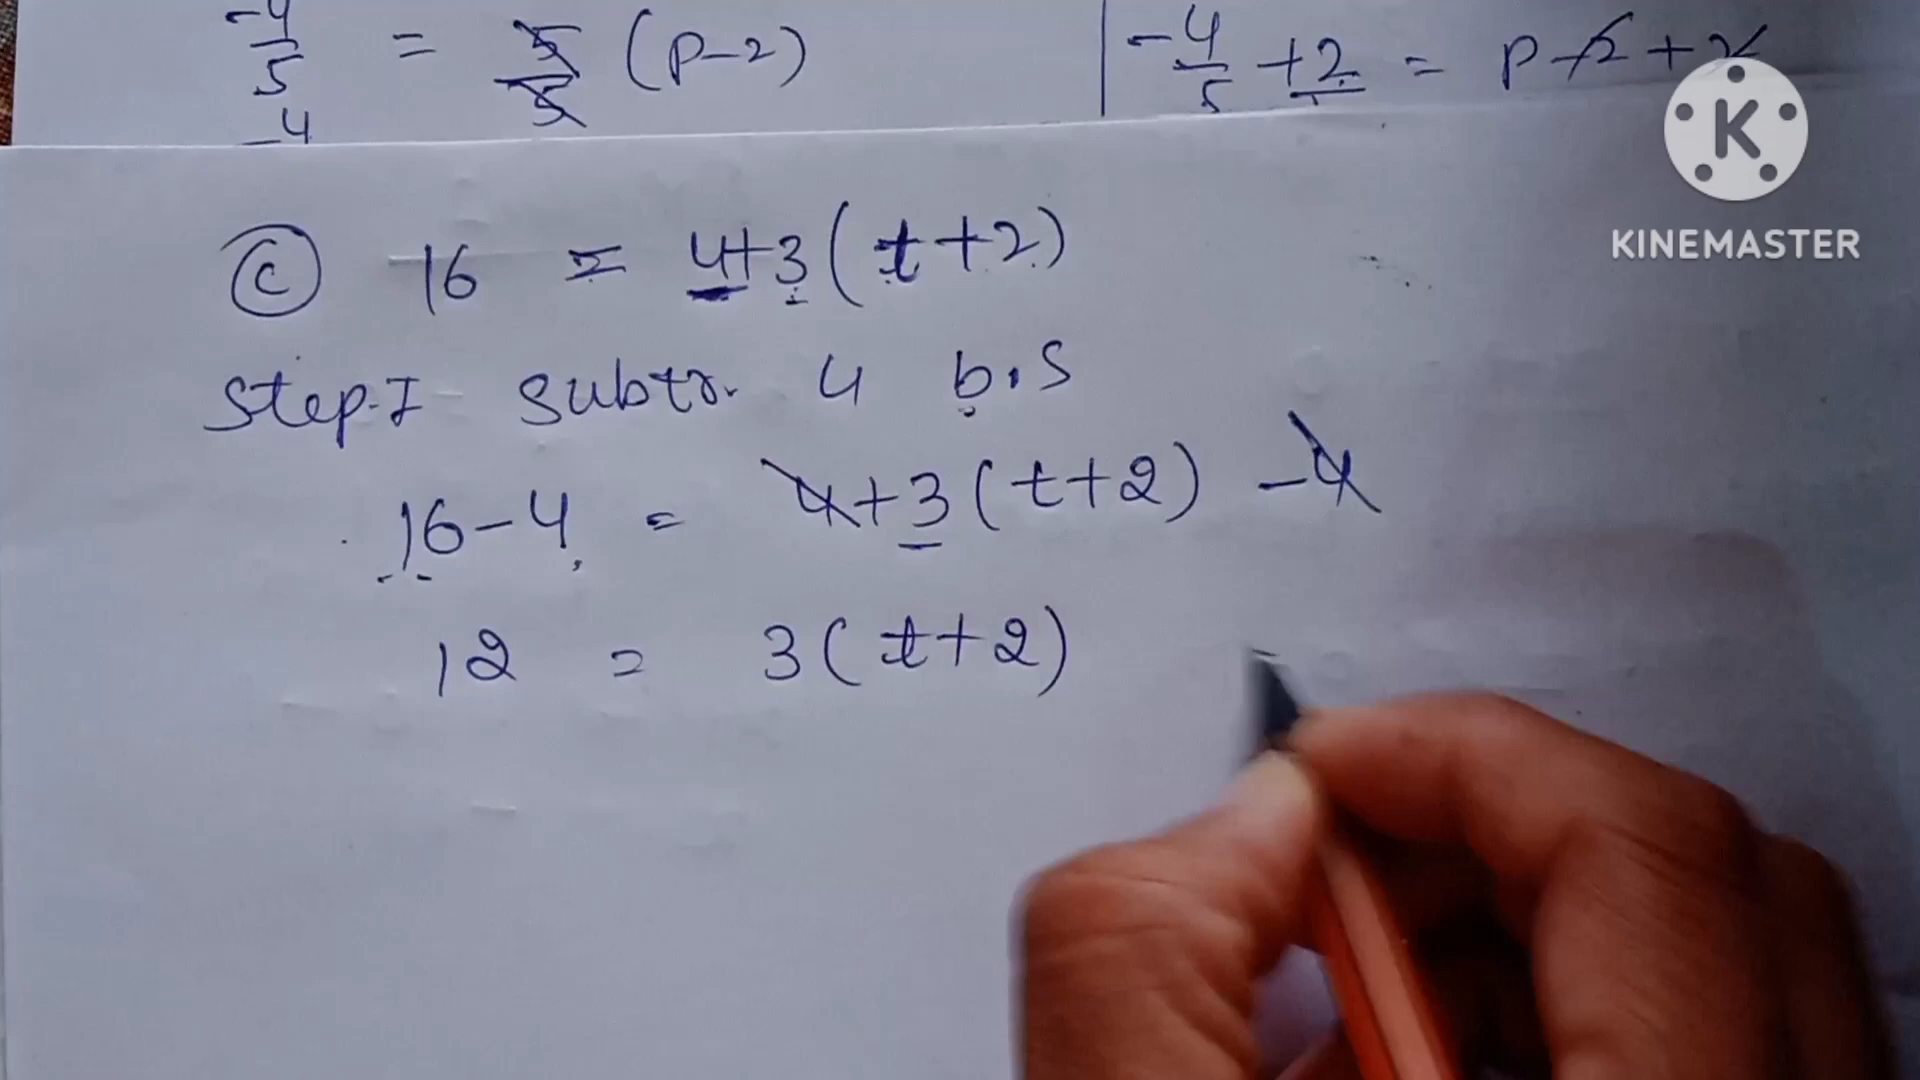 -4/5 = 5/5 (p-2) | -4/5 +2 = p-2+2
-4
K
KINEMASTER
(c) 16 = 4+3(t+2)
Step-I subtr. 4 b.s
16-4 = 4+3(t+2) -4
12 = 3(t+2)